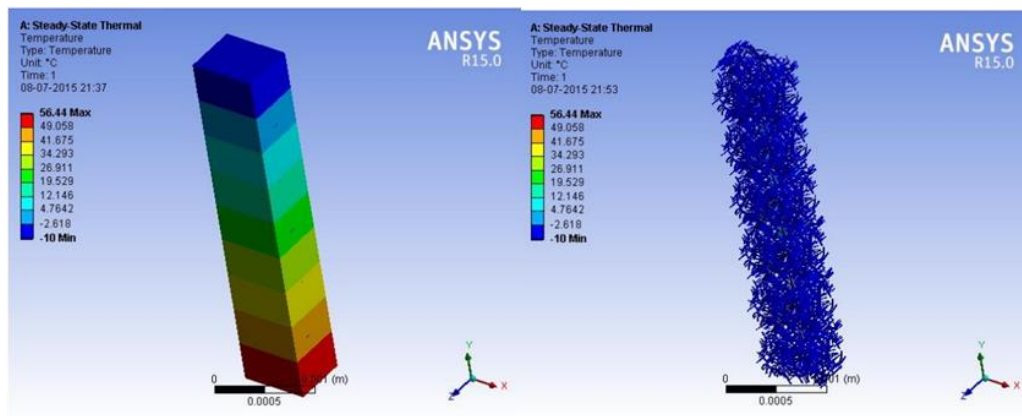 A: Steady-State Thermal
Temperature
Type: Temperature
Unit: °C
Time: 1
08-07-2015 21:37
ANSYS
R15.0
56.44 Max
49.058
41.675
34.293
26.911
19.529
12.146
4.7642
-2.618
-10 Min
0
(m)
0.0005
Y
X
Z
A: Steady-State Thermal
Temperature
Type: Temperature
Unit: °C
Time: 1
08-07-2015 21:53
ANSYS
R15.0
56.44 Max
49.058
41.675
34.293
26.911
19.529
12.146
4.7642
-2.618
-10 Min
0
(m)
0.0005
Y
X
Z